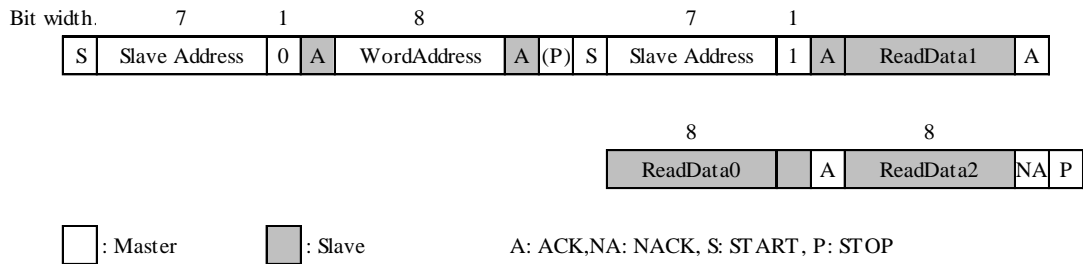 Bit width. 7 1 8 7 1
S Slave Address 0 A WordAddress A (P) S Slave Address 1 A ReadData1 A
8 8
ReadData0 A ReadData2 NA P
: Master : Slave A: ACK,NA: NACK, S: START, P: STOP